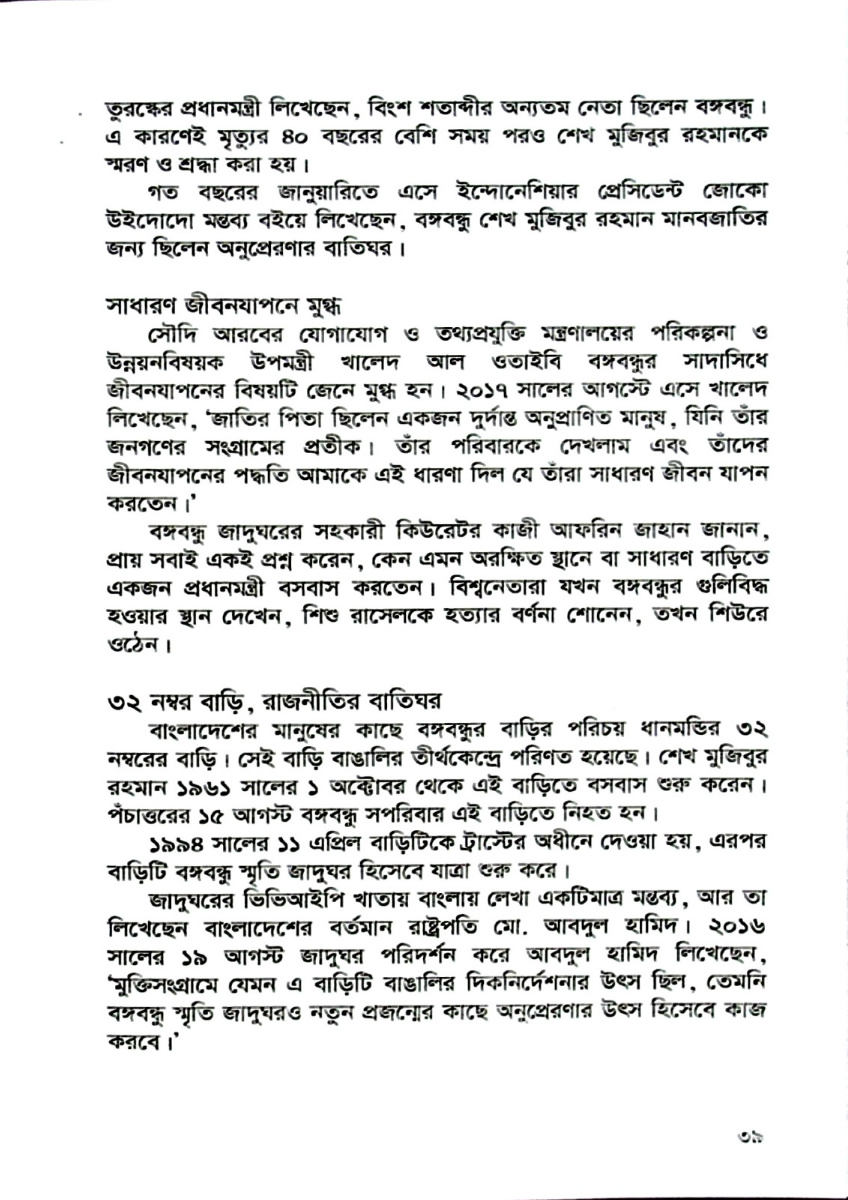 তুরস্কের প্রধানমন্ত্রী লিখেছেন, বিংশ শতাব্দীর অন্যতম নেতা ছিলেন বঙ্গবন্ধু।
এ কারণেই মৃত্যুর ৪০ বছরের বেশি সময় পরও শেখ মুজিবুর রহমানকে
স্মরণ ও শ্রদ্ধা করা হয়।
গত বছরের জানুয়ারিতে এসে ইন্দোনেশিয়ার প্রেসিডেন্ট জোকো
উইদোদো মন্তব্য বইয়ে লিখেছেন, বঙ্গবন্ধু শেখ মুজিবুর রহমান মানবজাতির
জন্য ছিলেন অনুপ্রেরণার বাতিঘর।
সাধারণ জীবনযাপনে মুগ্ধ
সৌদি আরবের যোগাযোগ ও তথ্যপ্রযুক্তি মন্ত্রণালয়ের পরিকল্পনা ও
উন্নয়নবিষয়ক উপমন্ত্রী খালেদ আল ওতাইবি বঙ্গবন্ধুর সাদাসিধে
জীবনযাপনের বিষয়টি জেনে মুগ্ধ হন। ২০১৭ সালের আগস্টে এসে খালেদ
লিখেছেন, ‘জাতির পিতা ছিলেন একজন দুর্দান্ত অনুপ্রাণিত মানুষ, যিনি তাঁর
জনগণের সংগ্রামের প্রতীক। তাঁর পরিবারকে দেখলাম এবং তাঁদের
জীবনযাপনের পদ্ধতি আমাকে এই ধারণা দিল যে তাঁরা সাধারণ জীবন যাপন
করতেন।’
বঙ্গবন্ধু জাদুঘরের সহকারী কিউরেটর কাজী আফরিন জাহান জানান,
প্রায় সবাই একই প্রশ্ন করেন, কেন এমন অরক্ষিত স্থানে বা সাধারণ বাড়িতে
একজন প্রধানমন্ত্রী বসবাস করতেন। বিশ্বনেতারা যখন বঙ্গবন্ধুর গুলিবিদ্ধ
হওয়ার স্থান দেখেন, শিশু রাসেলকে হত্যার বর্ণনা শোনেন, তখন শিউরে
ওঠেন।
৩২ নম্বর বাড়ি, রাজনীতির বাতিঘর
বাংলাদেশের মানুষের কাছে বঙ্গবন্ধুর বাড়ির পরিচয় ধানমন্ডির ৩২
নম্বরের বাড়ি। সেই বাড়ি বাঙালির তীর্থকেন্দ্রে পরিণত হয়েছে। শেখ মুজিবুর
রহমান ১৯৬১ সালের ১ অক্টোবর থেকে এই বাড়িতে বসবাস শুরু করেন।
পঁচাত্তরের ১৫ আগস্ট বঙ্গবন্ধু সপরিবার এই বাড়িতে নিহত হন।
১৯৯৪ সালের ১১ এপ্রিল বাড়িটিকে ট্রাস্টের অধীনে দেওয়া হয়, এরপর
বাড়িটি বঙ্গবন্ধু স্মৃতি জাদুঘর হিসেবে যাত্রা শুরু করে।
জাদুঘরের ভিভিআইপি খাতায় বাংলায় লেখা একটিমাত্র মন্তব্য, আর তা
লিখেছেন বাংলাদেশের বর্তমান রাষ্ট্রপতি মো. আবদুল হামিদ। ২০১৬
সালের ১৯ আগস্ট জাদুঘর পরিদর্শন করে আবদুল হামিদ লিখেছেন,
‘মুক্তিসংগ্রামে যেমন এ বাড়িটি বাঙালির দিকনির্দেশনার উৎস ছিল, তেমনি
বঙ্গবন্ধু স্মৃতি জাদুঘরও নতুন প্রজন্মের কাছে অনুপ্রেরণার উৎস হিসেবে কাজ
করবে।’
৩৯